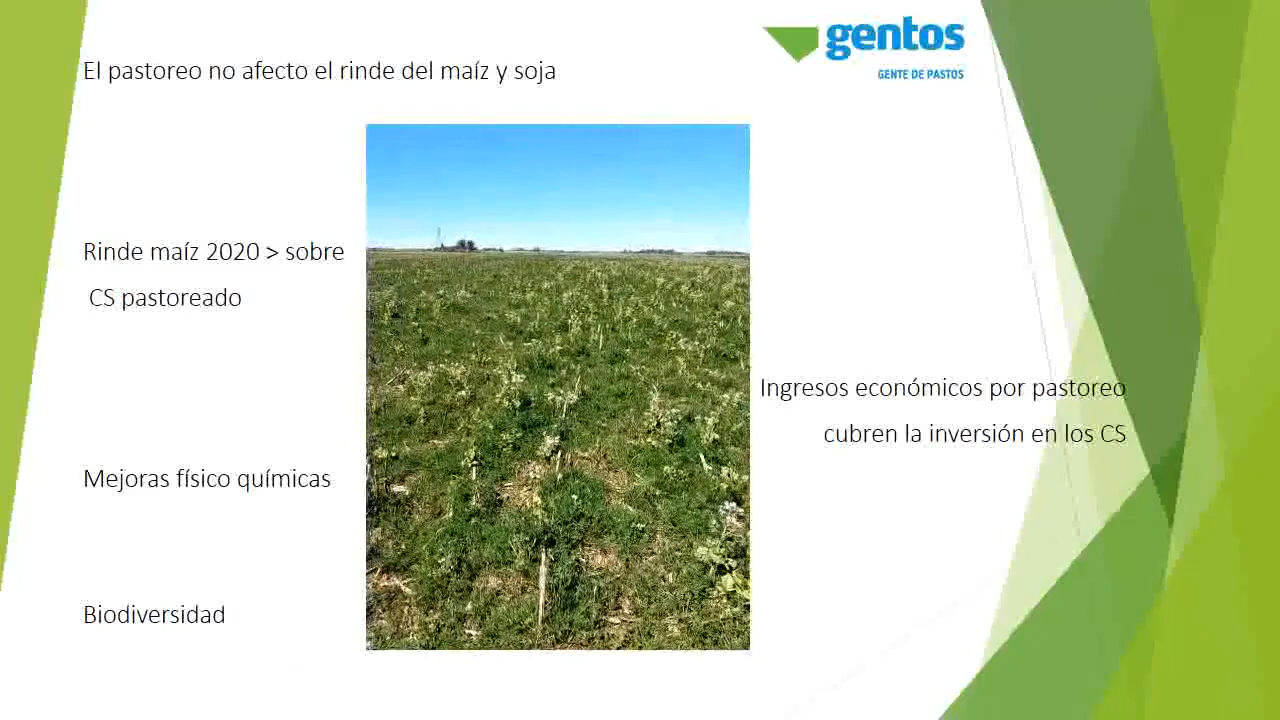 gentos
GENTE DE PASTOS
El pastoreo no afecto el rinde del maíz y soja
Rinde maíz 2020 > sobre
CS pastoreado
Ingresos económicos por pastoreo
cubren la inversión en los CS
Mejoras físico químicas
Biodiversidad